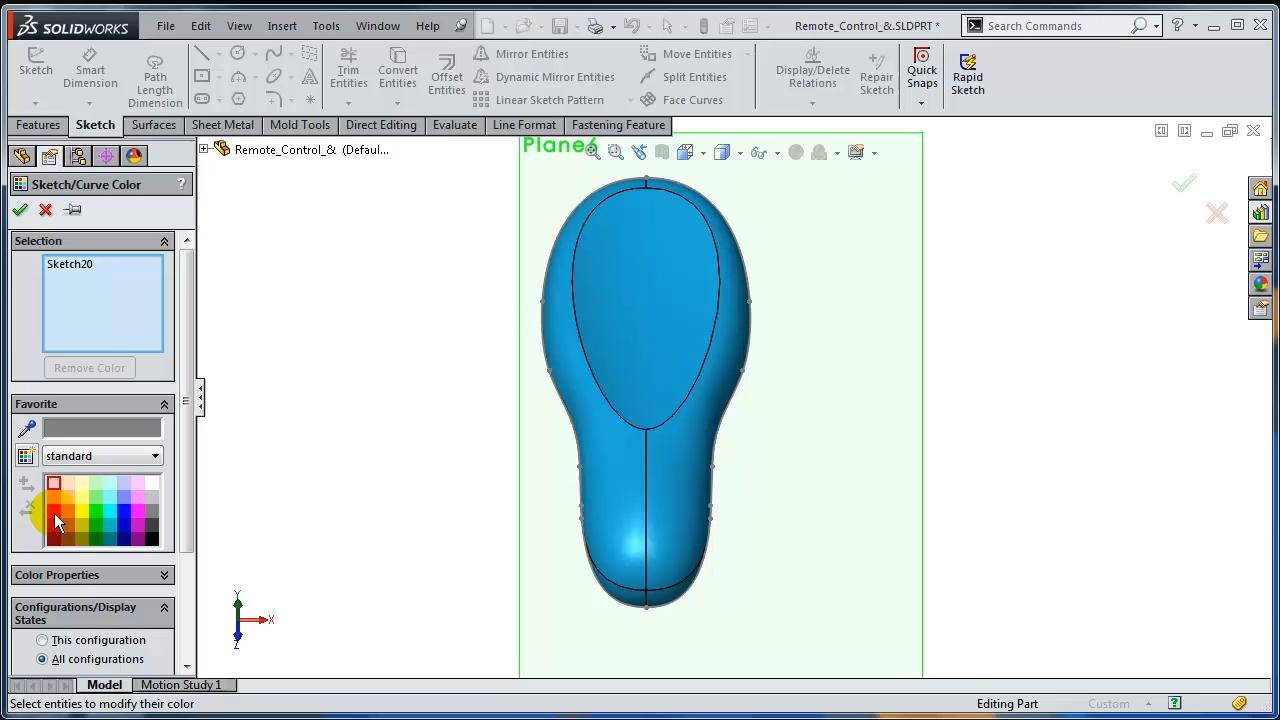 SOLIDWORKS File Edit View Insert Tools Window Help Remote_Control_&.SLDPRT * Search Commands
Sketch Smart Dimension Path Length Dimension Trim Entities Convert Entities Offset Entities Mirror Entities Dynamic Mirror Entities Linear Sketch Pattern Move Entities Split Entities Face Curves Display/Delete Relations Repair Sketch Quick Snaps Rapid Sketch
Features Sketch Surfaces Sheet Metal Mold Tools Direct Editing Evaluate Line Format Fastening Feature
Remote_Control_& (Defaul...
Plane6
Sketch/Curve Color ?
Selection
Sketch20
Remove Color
Favorite
standard
Color Properties
Configurations/Display States
This configuration
All configurations
Y
X
Z
Model Motion Study 1
Select entities to modify their color Editing Part Custom